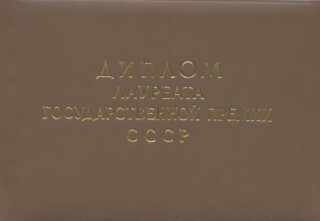 ДИПЛОМ
ЛАУРЕАТА
ГОСУДАРСТВЕННОЙ ПРЕМИИ
СССР